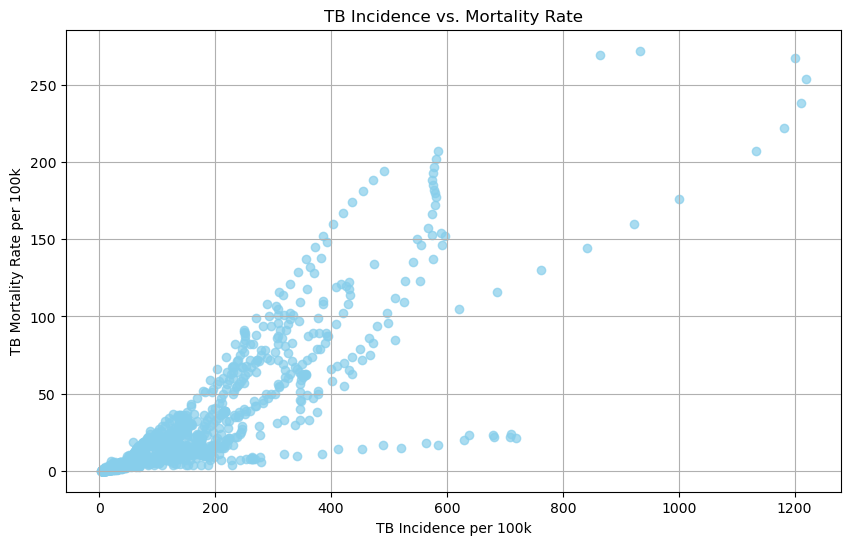 TB Incidence vs. Mortality Rate
TB Mortality Rate per 100k
250
200
150
100
50
0
0 200 400 600 800 1000 1200
TB Incidence per 100k